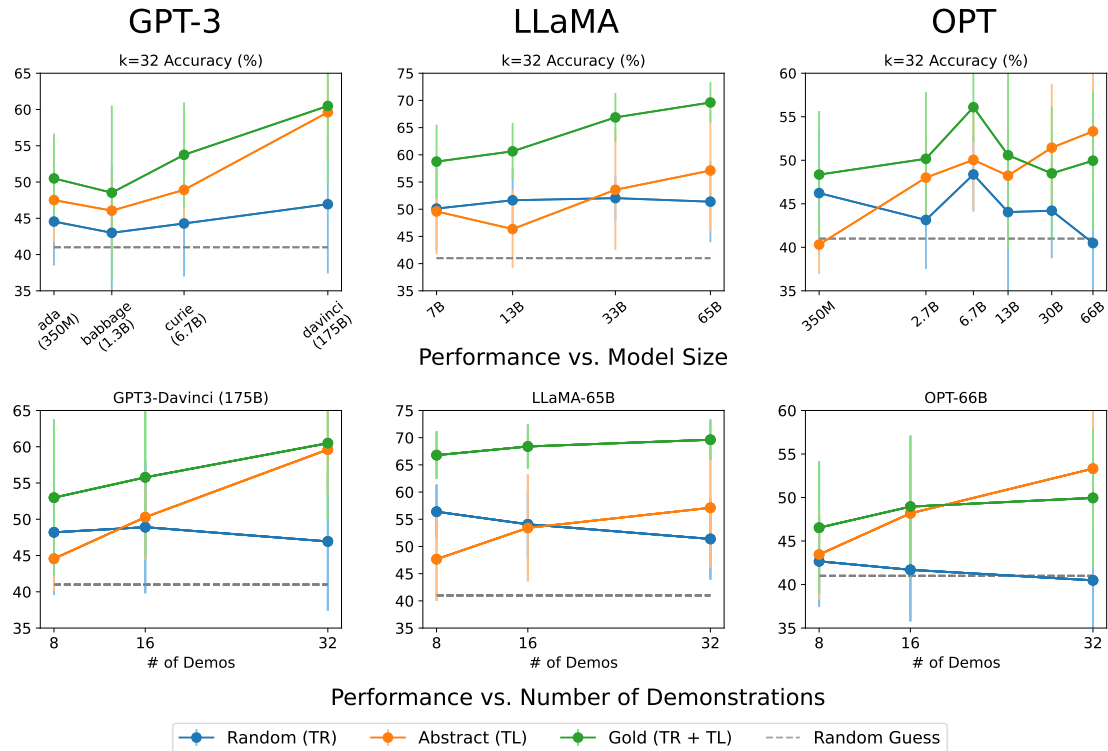 GPT-3
LLaMA
OPT
k=32 Accuracy (%)
65
60
55
50
45
40
35
ada
(350M)
babbage
(1.3B)
curie
(6.7B)
davinci
(175B)
k=32 Accuracy (%)
75
70
65
60
55
50
45
40
35
7B
13B
33B
65B
k=32 Accuracy (%)
60
55
50
45
40
35
350M
2.7B
6.7B
13B
30B
66B
Performance vs. Model Size
GPT3-Davinci (175B)
65
60
55
50
45
40
35
8
16
32
# of Demos
LLaMA-65B
75
70
65
60
55
50
45
40
35
8
16
32
# of Demos
OPT-66B
60
55
50
45
40
35
8
16
32
# of Demos
Performance vs. Number of Demonstrations
Random (TR)
Abstract (TL)
Gold (TR + TL)
Random Guess